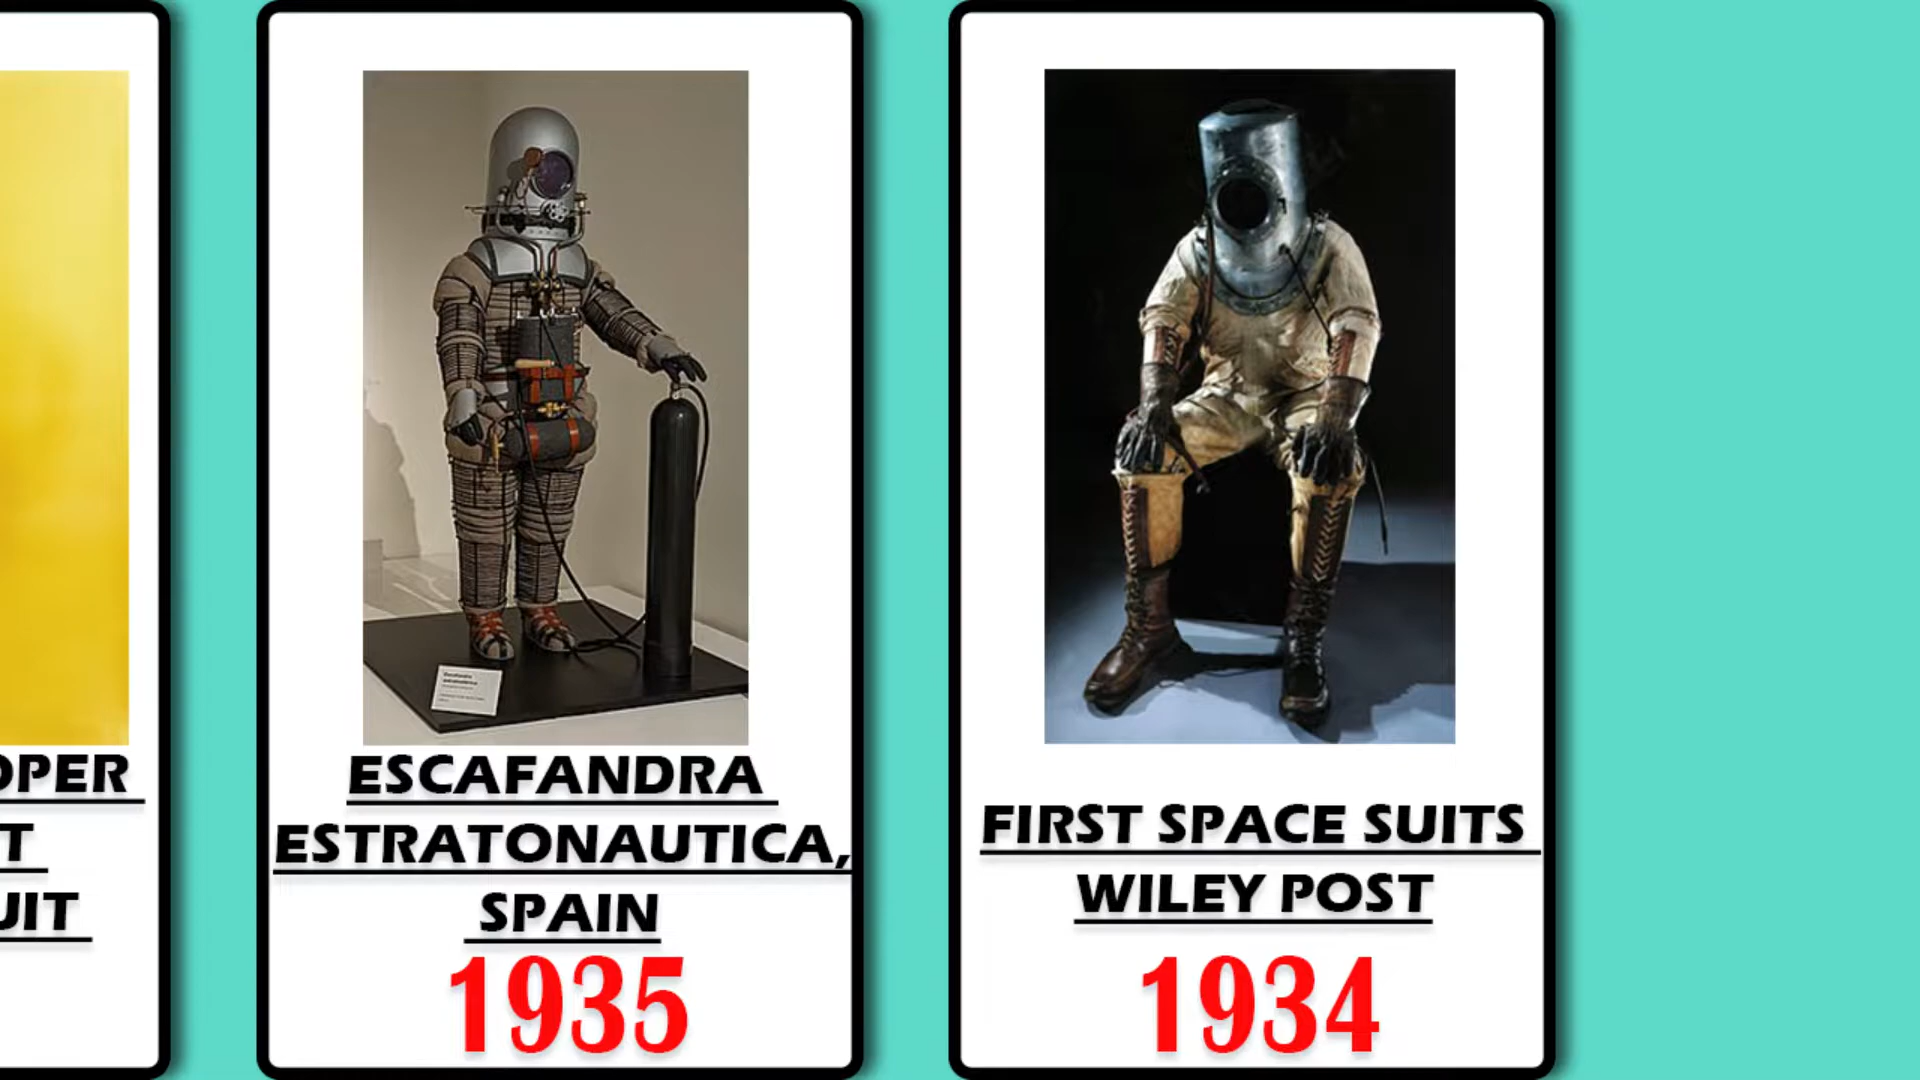 OPER
T
UIT
ESCAFANDRA
ESTRATONAUTICA,
SPAIN
1935
FIRST SPACE SUITS
WILEY POST
1934